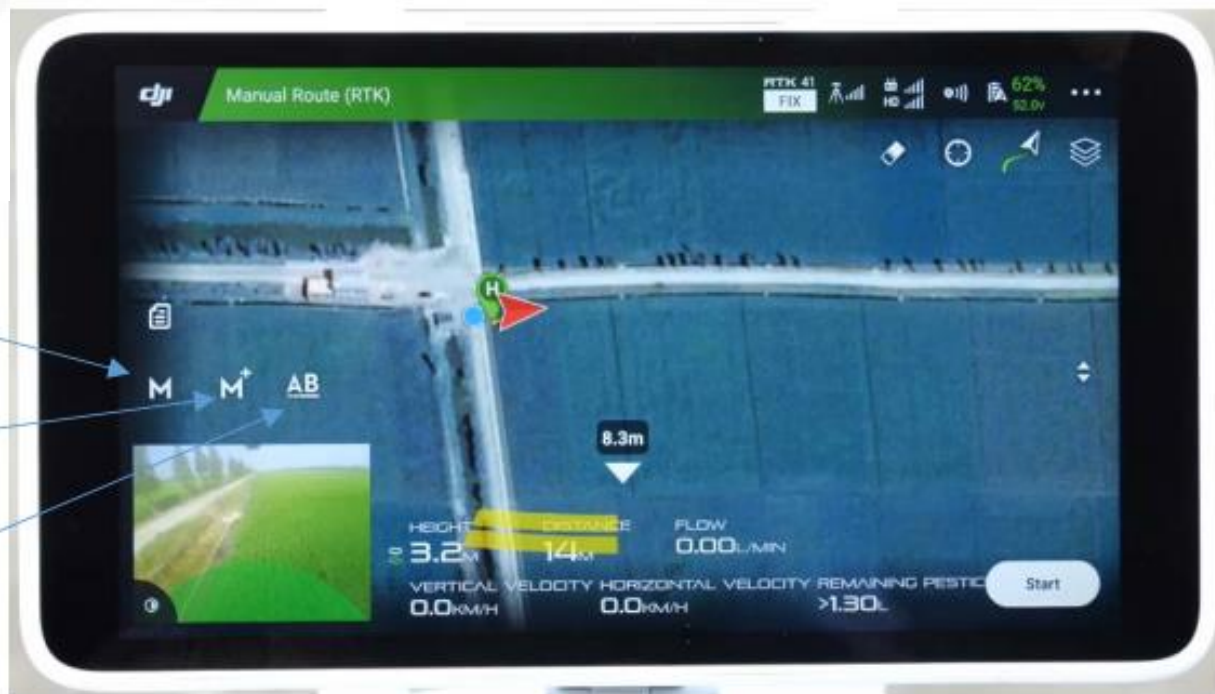 dji
Manual Route (RTK)
RTK 41
FIX
HD
62%
52.0v
H
M
M+
AB
8.3m
HEIGHT DISTANCE FLOW
3.2M 14M 0.00L/MIN
VERTICAL VELOCITY HORIZONTAL VELOCITY REMAINING PESTIC
0.0KM/H 0.0KM/H >1.30L
Start